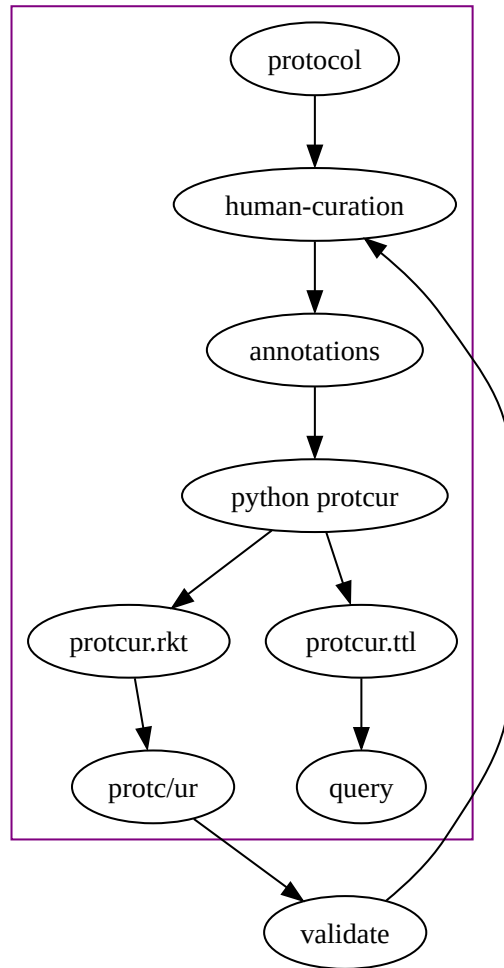 protocol
human-curation
annotations
python protcur
protcur.rkt
protcur.ttl
protc/ur
query
validate